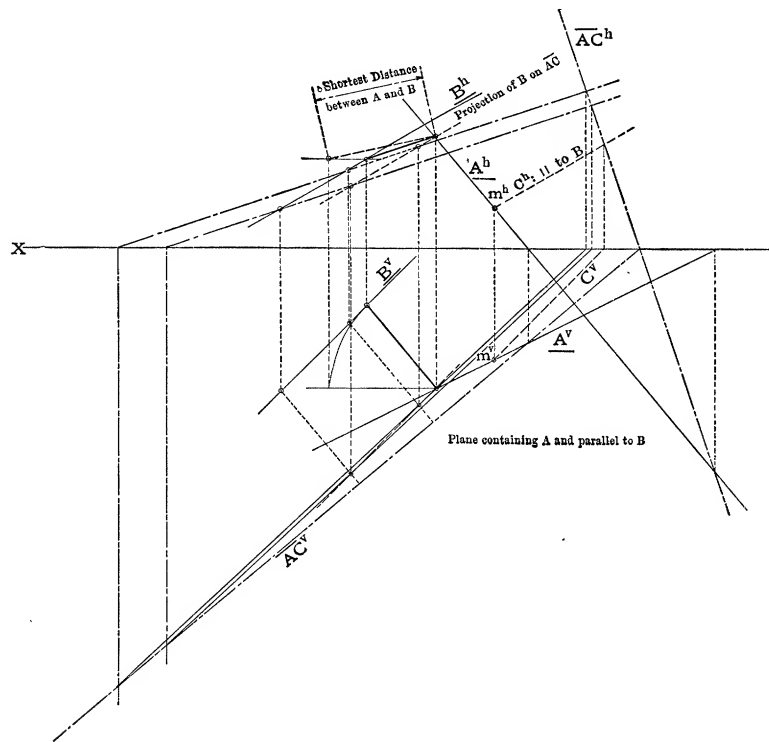 AC^h
Shortest Distance
between A and B
B^h
Projection of B on AC
A^h
m^h C^h; || to B
X
B^v
C^v
A^v
m^v
Plane containing A and parallel to B
AC^v